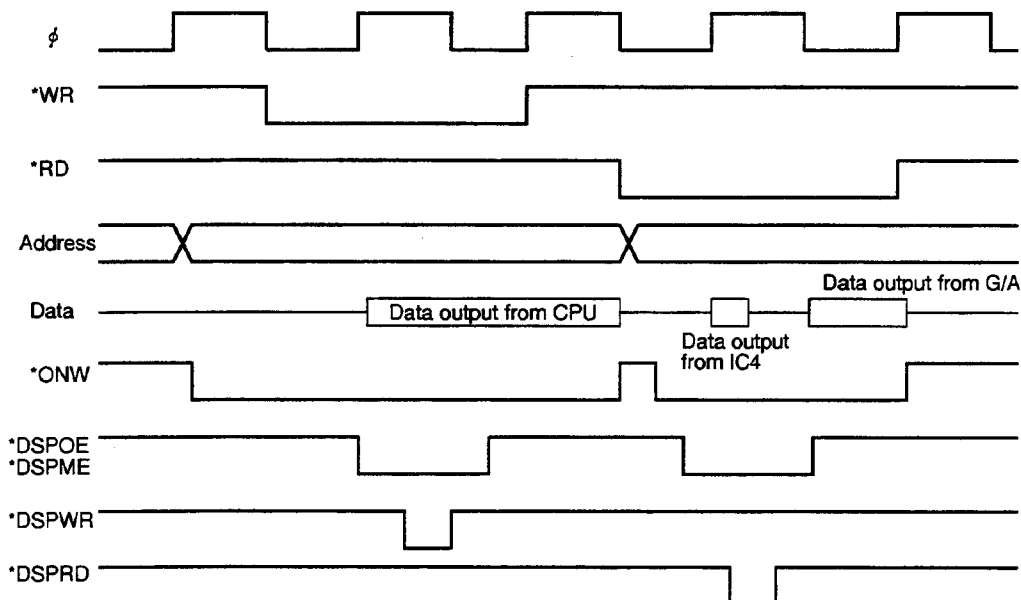 φ
*WR
*RD
Address
Data output from G/A
Data
Data output from CPU
Data output
from IC4
*ONW
*DSPOE
*DSPME
*DSPWR
*DSPRD